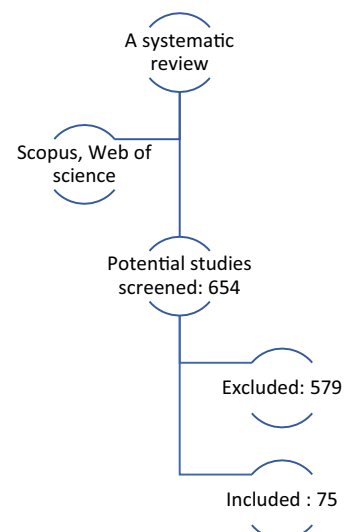 A systematic
review
Scopus, Web of
science
Potential studies
screened: 654
Excluded: 579
Included : 75